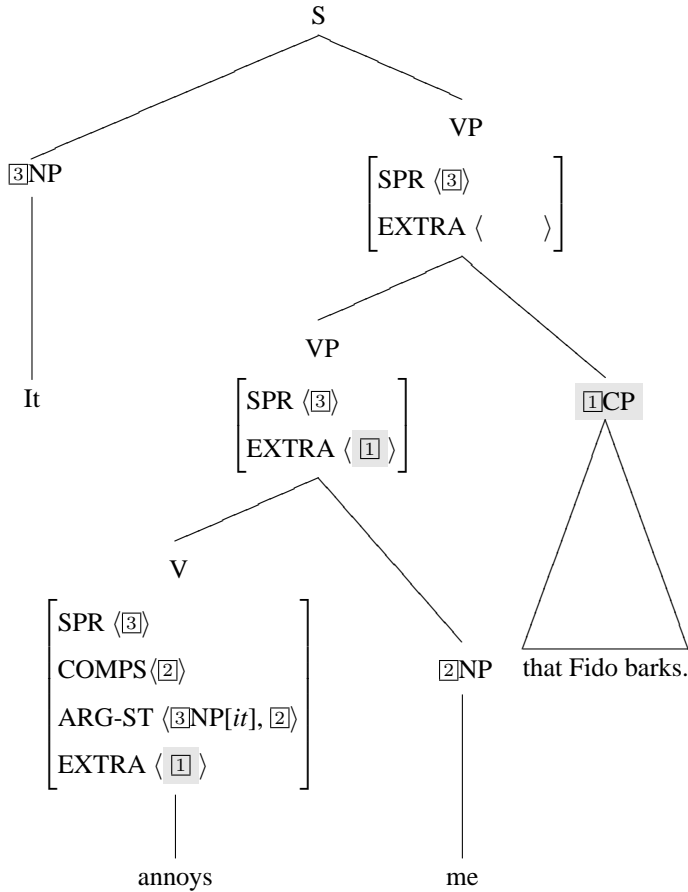 S
VP
3NP
[SPR ⟨3⟩
EXTRA ⟨ ⟩]
VP
It
1CP
[SPR ⟨3⟩
EXTRA ⟨ 1 ⟩]
V
[SPR ⟨3⟩
COMPS⟨2⟩
ARG-ST ⟨3NP[it], 2⟩
EXTRA ⟨ 1 ⟩]
2NP
that Fido barks.
annoys me